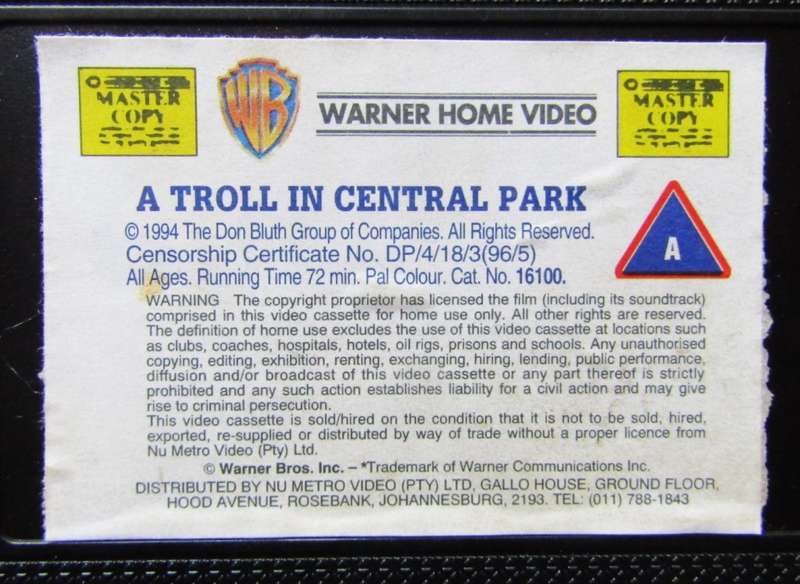 MASTER COPY
WB
WARNER HOME VIDEO
MASTER COPY
A TROLL IN CENTRAL PARK
© 1994 The Don Bluth Group of Companies. All Rights Reserved.
Censorship Certificate No. DP/4/18/3(96/5)
All Ages. Running Time 72 min. Pal Colour. Cat. No. 16100.
A
WARNING The copyright proprietor has licensed the film (including its soundtrack)
comprised in this video cassette for home use only. All other rights are reserved.
The definition of home use excludes the use of this video cassette at locations such
as clubs, coaches, hospitals, hotels, oil rigs, prisons and schools. Any unauthorised
copying, editing, exhibition, renting, exchanging, hiring, lending, public performance,
diffusion and/or broadcast of this video cassette or any part thereof is strictly
prohibited and any such action establishes liability for a civil action and may give
rise to criminal persecution.
This video cassette is sold/hired on the condition that it is not to be sold, hired,
exported, re-supplied or distributed by way of trade without a proper licence from
Nu Metro Video (Pty) Ltd.
© Warner Bros. Inc. – *Trademark of Warner Communications Inc.
DISTRIBUTED BY NU METRO VIDEO (PTY) LTD, GALLO HOUSE, GROUND FLOOR,
HOOD AVENUE, ROSEBANK, JOHANNESBURG, 2193. TEL: (011) 788-1843